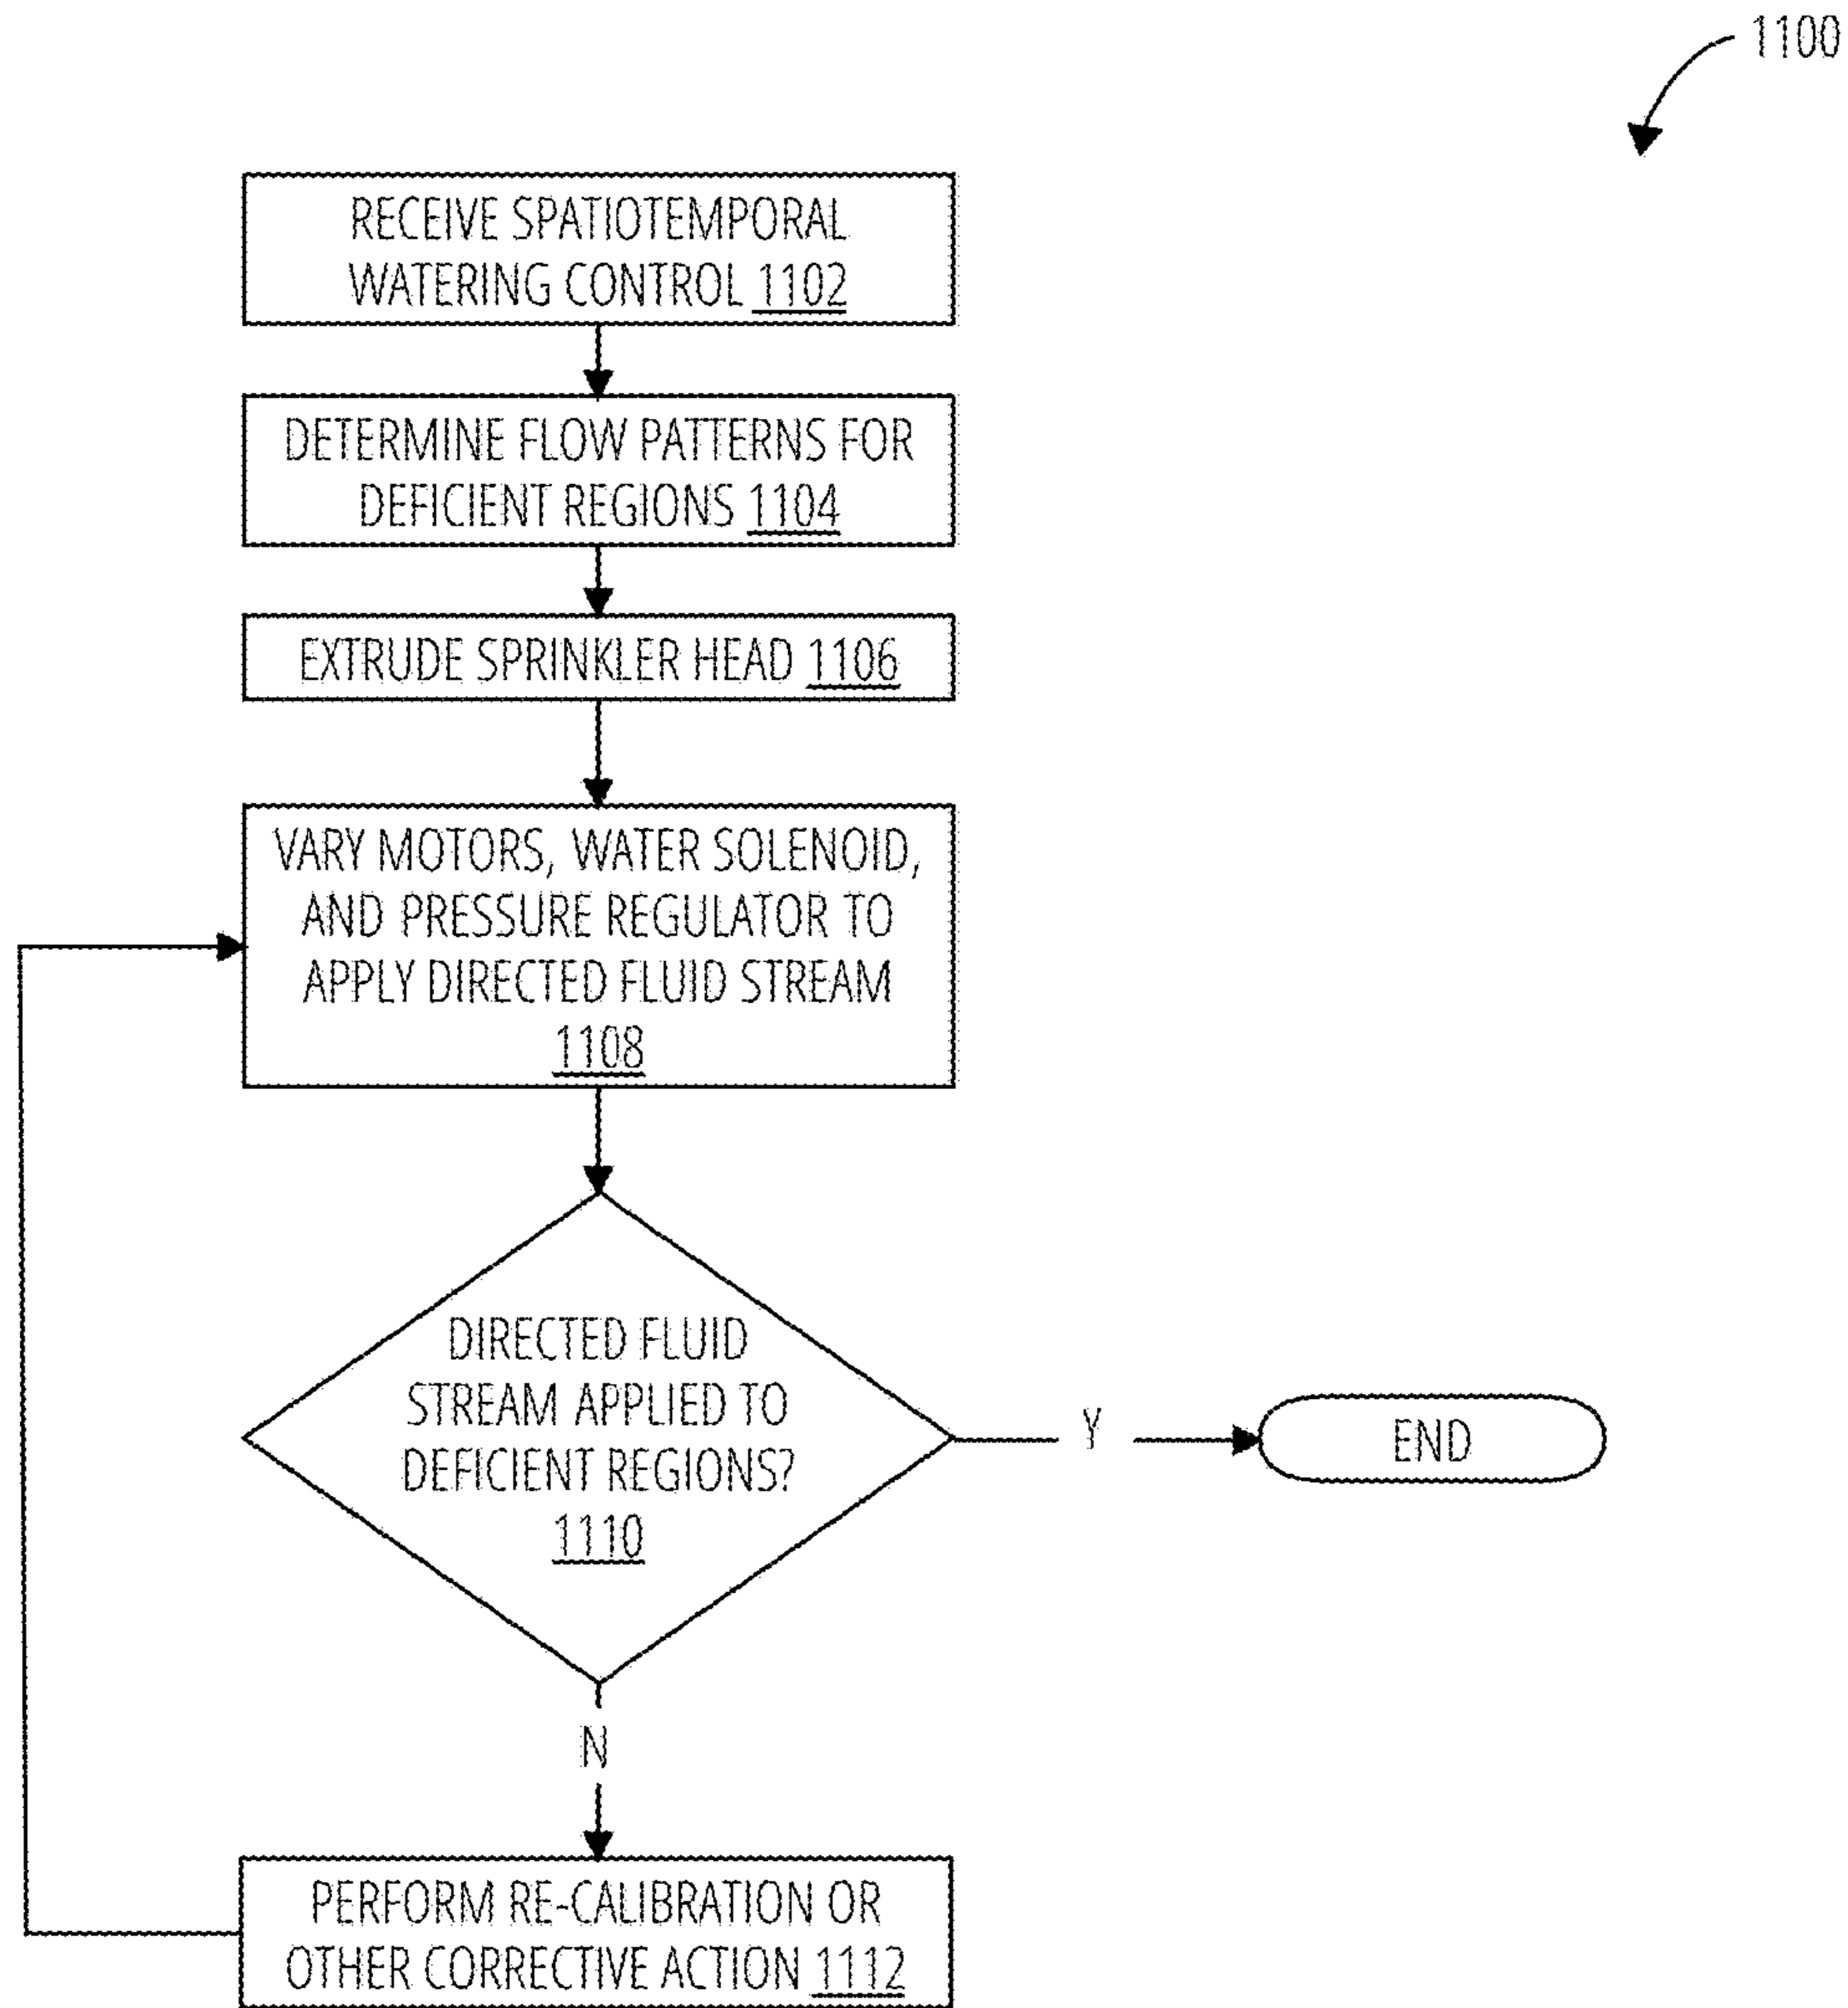 1100
RECEIVE SPATIOTEMPORAL
WATERING CONTROL 1102
DETERMINE FLOW PATTERNS FOR
DEFICIENT REGIONS 1104
EXTRUDE SPRINKLER HEAD 1106
VARY MOTORS, WATER SOLENOID,
AND PRESSURE REGULATOR TO
APPLY DIRECTED FLUID STREAM
1108
DIRECTED FLUID
STREAM APPLIED TO
DEFICIENT REGIONS?
1110
Y
END
N
PERFORM RE-CALIBRATION OR
OTHER CORRECTIVE ACTION 1112